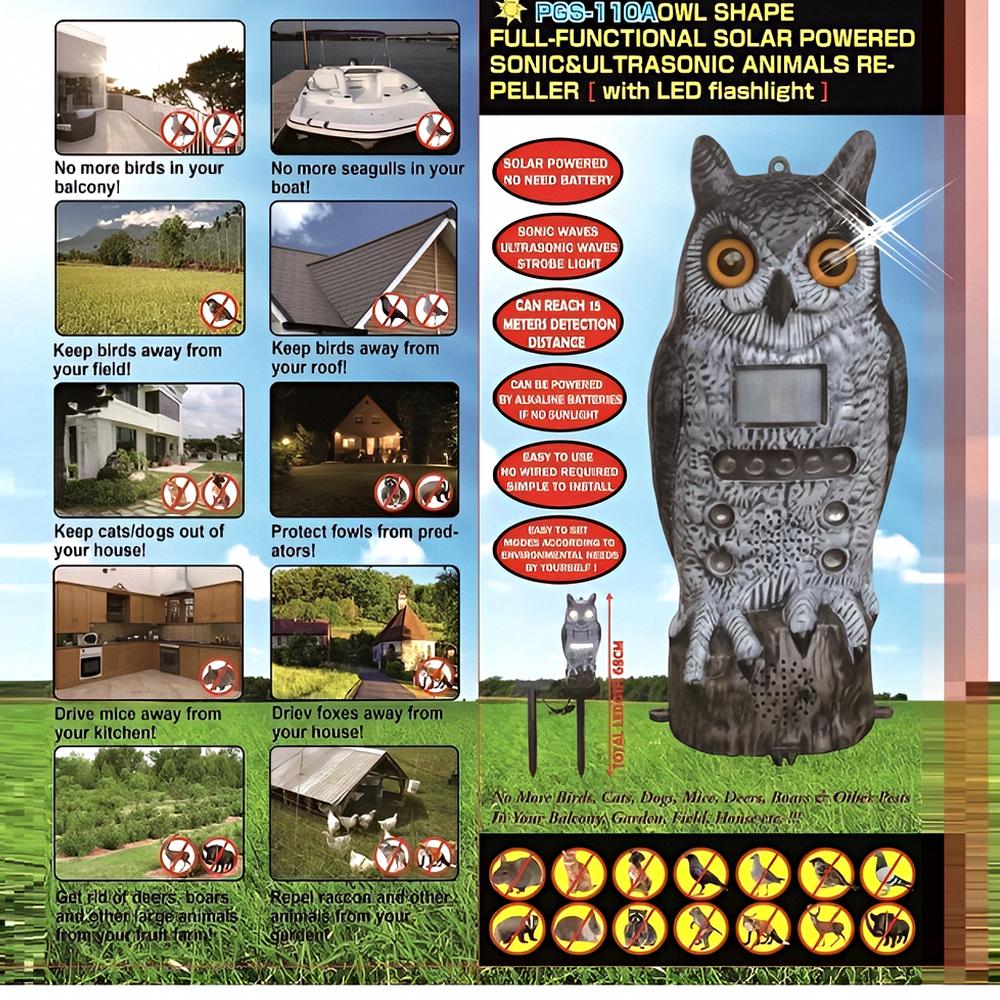 PGS-110A OWL SHAPE
FULL-FUNCTIONAL SOLAR POWERED
SONIC&ULTRASONIC ANIMALS RE-
PELLER [ with LED flashlight ]
No more birds in your
balcony!
No more seagulls in your
boat!
Keep birds away from
your field!
Keep birds away from
your roof!
Keep cats/dogs out of
your house!
Protect fowls from pred-
ators!
Drive mice away from
your kitchen!
Driev foxes away from
your house!
Get rid of deers, boars
and other large animals
from your fruit farm!
Repel raccon and other
animals from your
garden!
SOLAR POWERED
NO NEED BATTERY
SONIC WAVES
ULTRASONIC WAVES
STROBE LIGHT
CAN REACH 15
METERS DETECTION
DISTANCE
CAN BE POWERED
BY ALKALINE BATTERIES
IF NO SUNLIGHT
EASY TO USE
NO WIRED REQUIRED
SIMPLE TO INSTALL
EASY TO SET
MODES ACCORDING TO
ENVIRONMENTAL NEEDS
BY YOURSELF !
TOTAL LENGTH 68CM
No More Birds, Cats, Dogs, Mice, Deers, Boars & Other Pests
In Your Balcony, Garden, Field, House etc. !!!